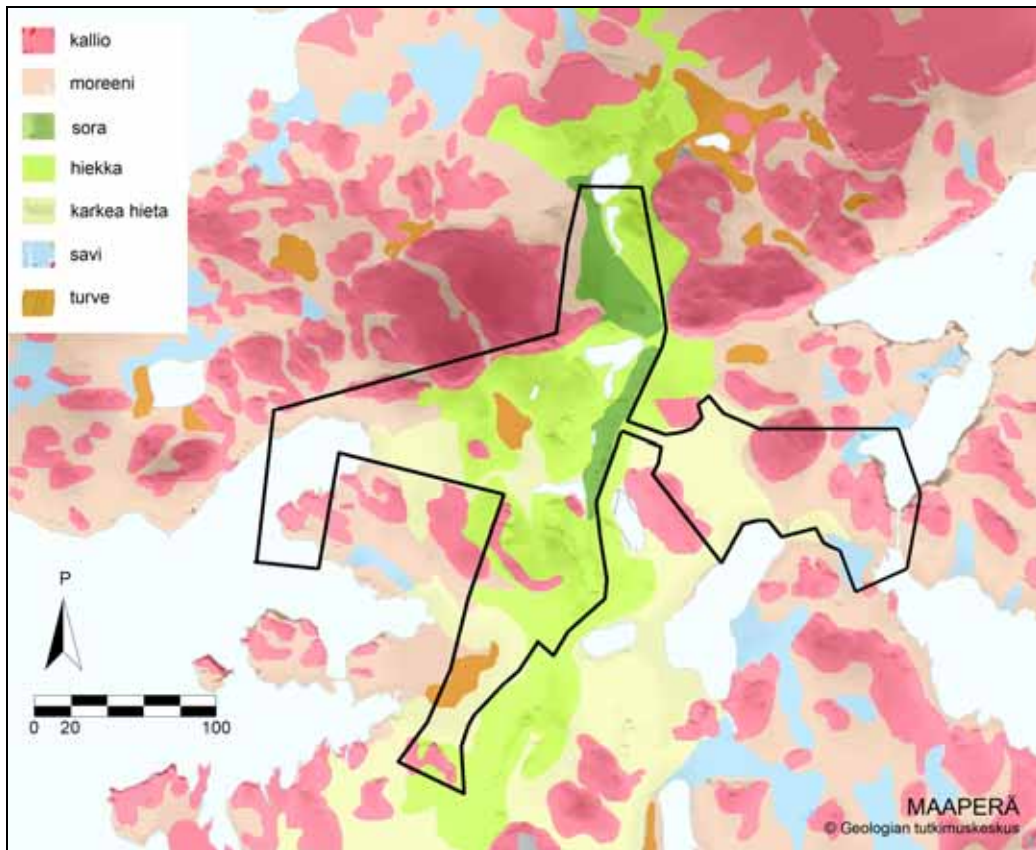 kallio
moreeni
sora
hiekka
karkea hieta
savi
turve
P
0 20 100
MAAPERÄ
© Geologian tutkimuskeskus